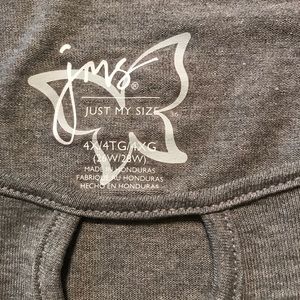 jms®
JUST MY SIZE
4X/4TG/4XG
(26W/28W)
MADE IN HONDURAS
FABRIQUÉ AU HONDURAS
HECHO EN HONDURAS